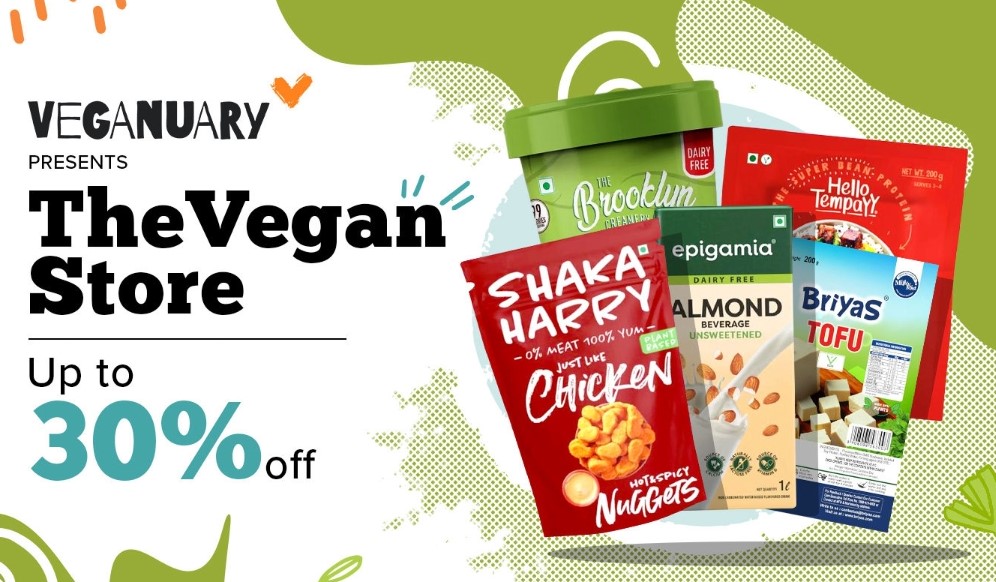 VEGANUARY
PRESENTS
TheVegan
Store
Up to
30% off
DAIRY
FREE
THE
Brooklyn
CREAMERY
SHAKA
HARRY
-0% MEAT 100% YUM-
PLANT
BASED
JUST LIKE
CHICKEN
HOT&SPICY
NUGGETS
epigamia
DAIRY FREE
ALMOND
BEVERAGE
UNSWEETENED
1ℓ
SUPER BEAN-PROTEIN
NET WT. 200g
Hello
TempaYY
200g
BriyaS
TOFU